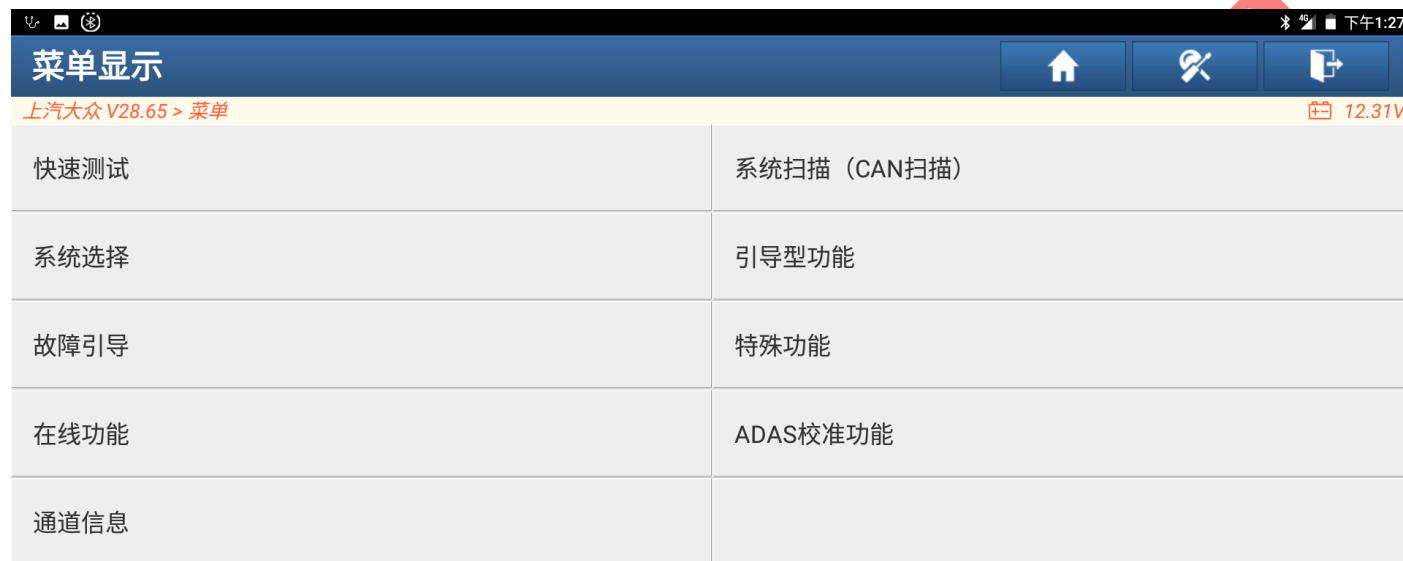 下午1:27
菜单显示
上汽大众 V28.65 > 菜单
12.31V
快速测试
系统扫描（CAN扫描）
系统选择
引导型功能
故障引导
特殊功能
在线功能
ADAS校准功能
通道信息